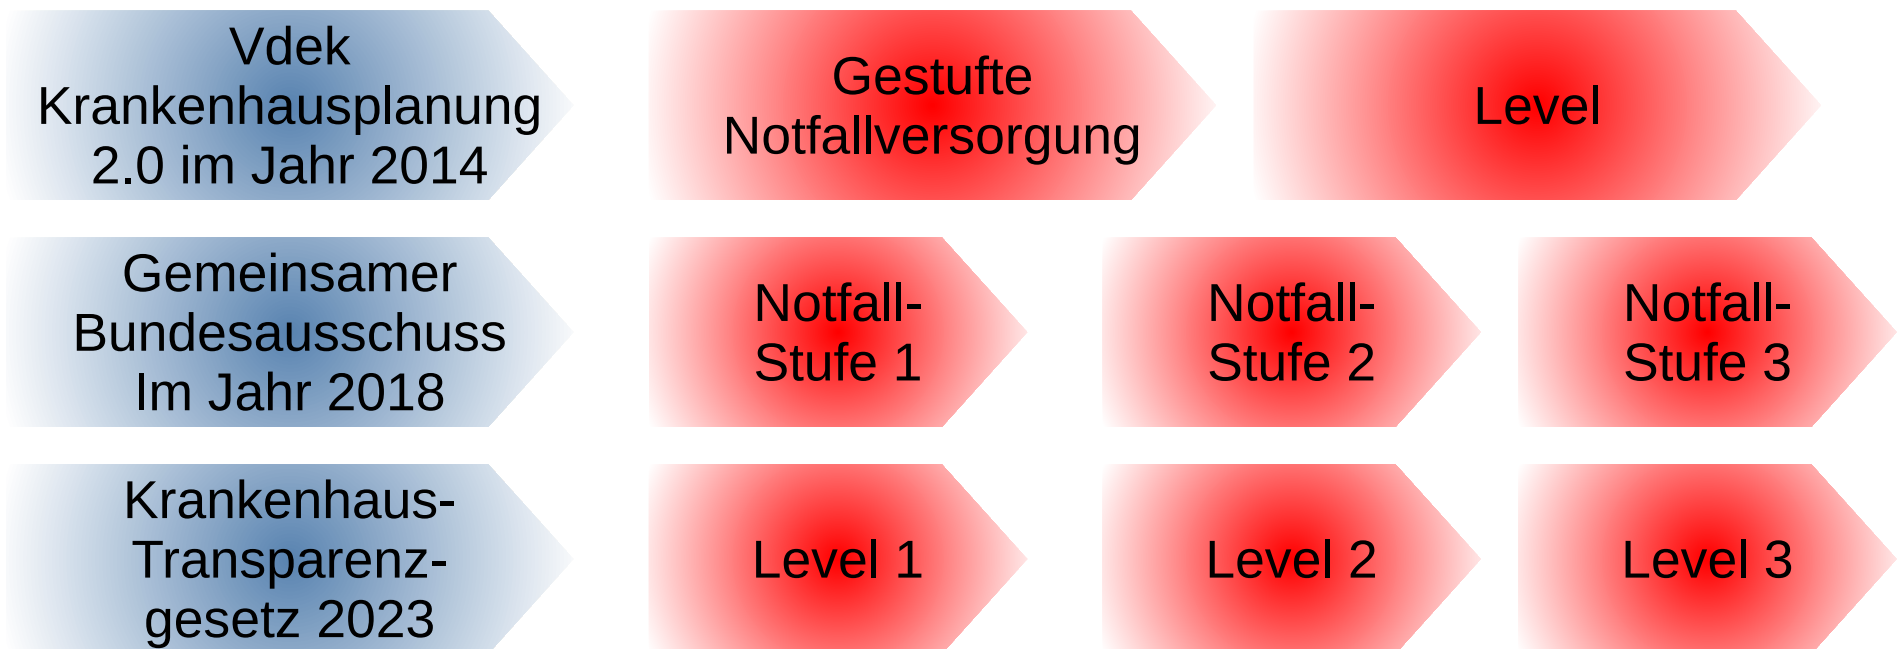 Vdek
Krankenhausplanung
2.0 im Jahr 2014
Gestufte
Notfallversorgung
Level
Gemeinsamer
Bundesausschuss
Im Jahr 2018
Notfall-
Stufe 1
Notfall-
Stufe 2
Notfall-
Stufe 3
Krankenhaus-
Transparenz-
gesetz 2023
Level 1
Level 2
Level 3